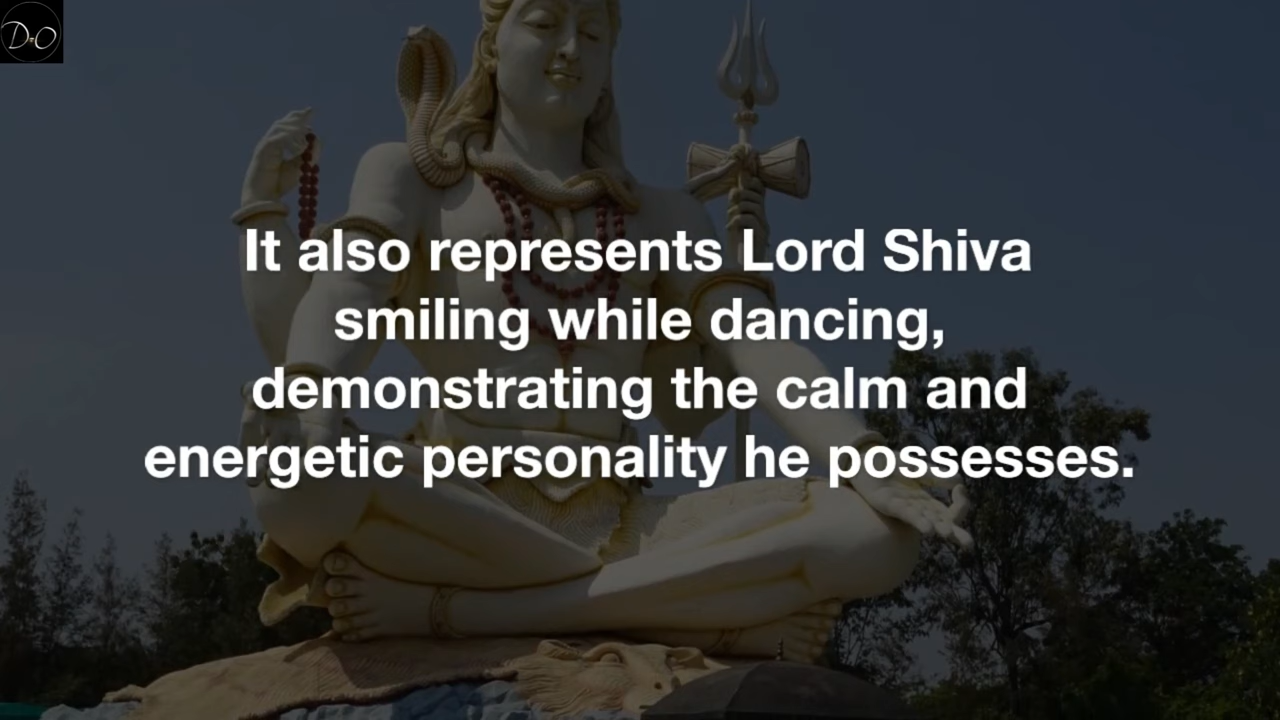 D&O
It also represents Lord Shiva
smiling while dancing,
demonstrating the calm and
energetic personality he possesses.